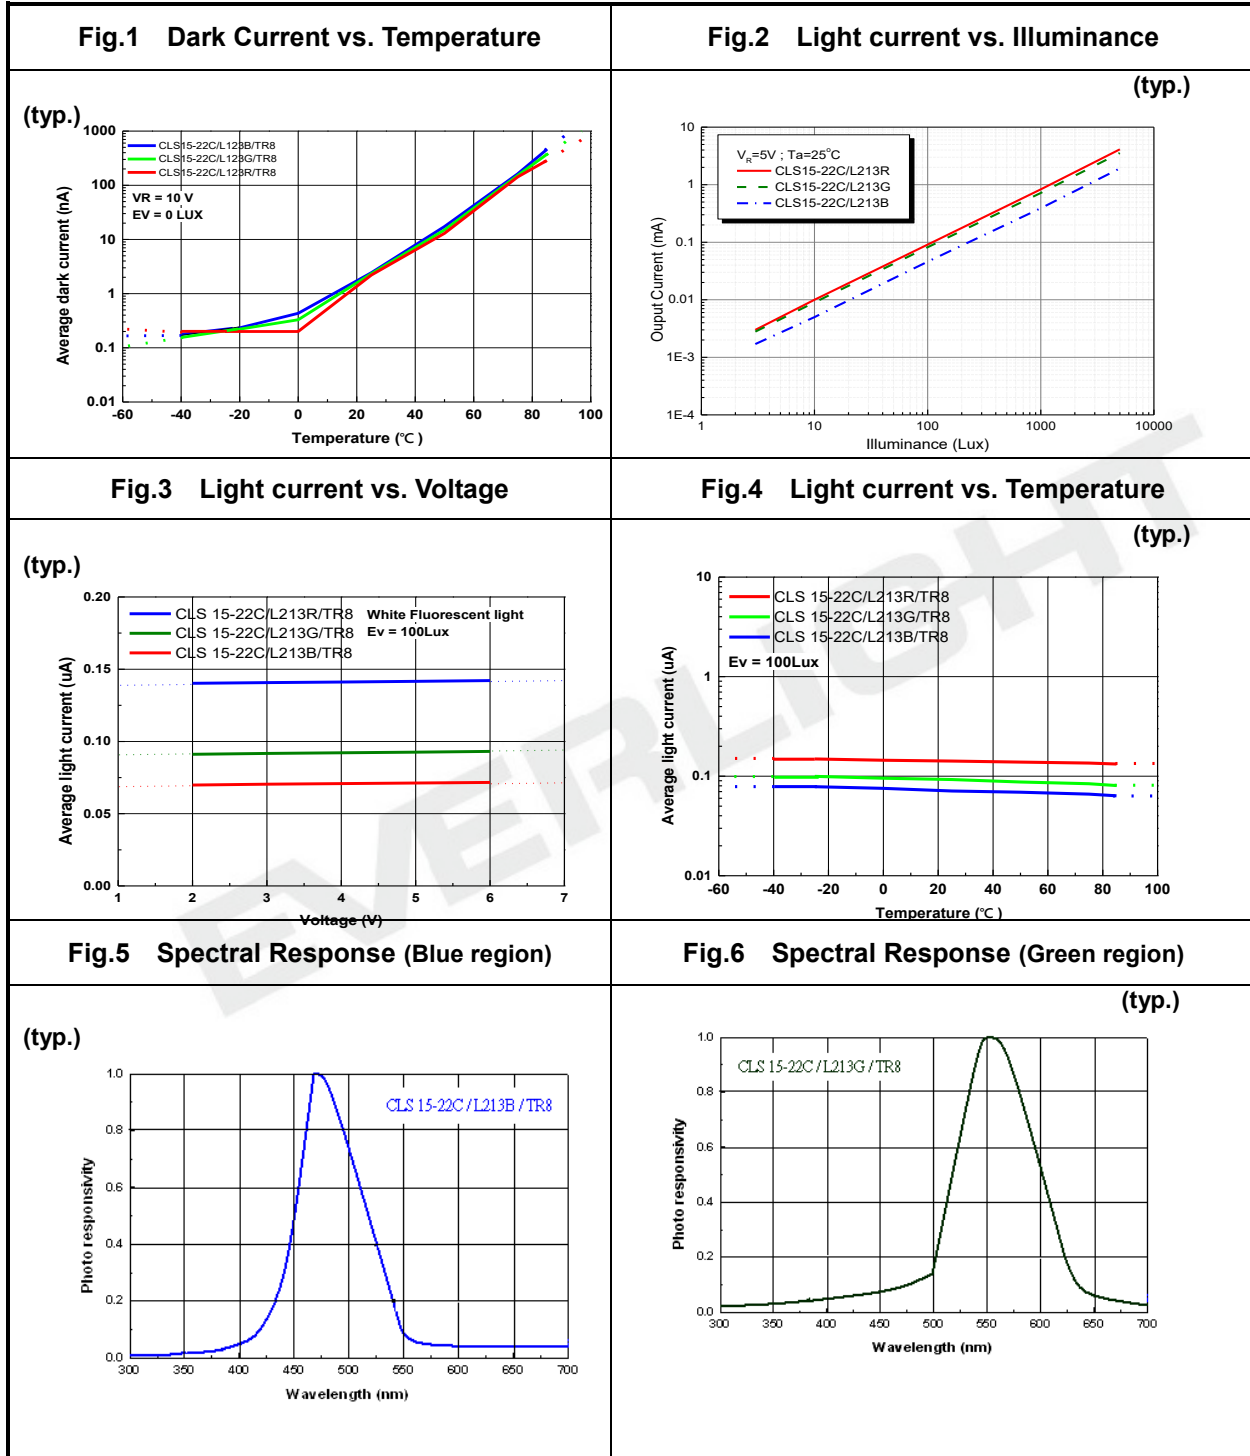 Fig.1 Dark Current vs. Temperature
(typ.)
1000
100
10
1
0.1
0.01
-60 -40 -20 0 20 40 60 80 100
CLS15-22C/L123B/TR8
CLS15-22C/L123G/TR8
CLS15-22C/L123R/TR8
VR = 10 V
EV = 0 LUX
Average dark current (nA)
Temperature (℃)
Fig.2 Light current vs. Illuminance
(typ.)
10
1
0.1
0.01
1E-3
1E-4
1 10 100 1000 10000
VR=5V ; Ta=25°C
CLS15-22C/L213R
CLS15-22C/L213G
CLS15-22C/L213B
Ouput Current (mA)
Illuminance (Lux)
Fig.3 Light current vs. Voltage
(typ.)
0.20
0.15
0.10
0.05
0.00
1 2 3 4 5 6 7
CLS 15-22C/L213R/TR8
CLS 15-22C/L213G/TR8
CLS 15-22C/L213B/TR8
White Fluorescent light
Ev = 100Lux
Average light current (uA)
Voltage (V)
Fig.4 Light current vs. Temperature
(typ.)
10
1
0.1
0.01
-60 -40 -20 0 20 40 60 80 100
CLS 15-22C/L213R/TR8
CLS 15-22C/L213G/TR8
CLS 15-22C/L213B/TR8
Ev = 100Lux
Average light current (uA)
Temperature (℃)
Fig.5 Spectral Response (Blue region)
(typ.)
1.0
0.8
0.6
0.4
0.2
0.0
300 350 400 450 500 550 600 650 700
CLS 15-22C / L213B / TR8
Photo responsivity
Wavelength (nm)
Fig.6 Spectral Response (Green region)
(typ.)
1.0
0.8
0.6
0.4
0.2
0.0
300 350 400 450 500 550 600 650 700
CLS 15-22C / L213G / TR8
Photo responsivity
Wavelength (nm)
EVERLIGHT